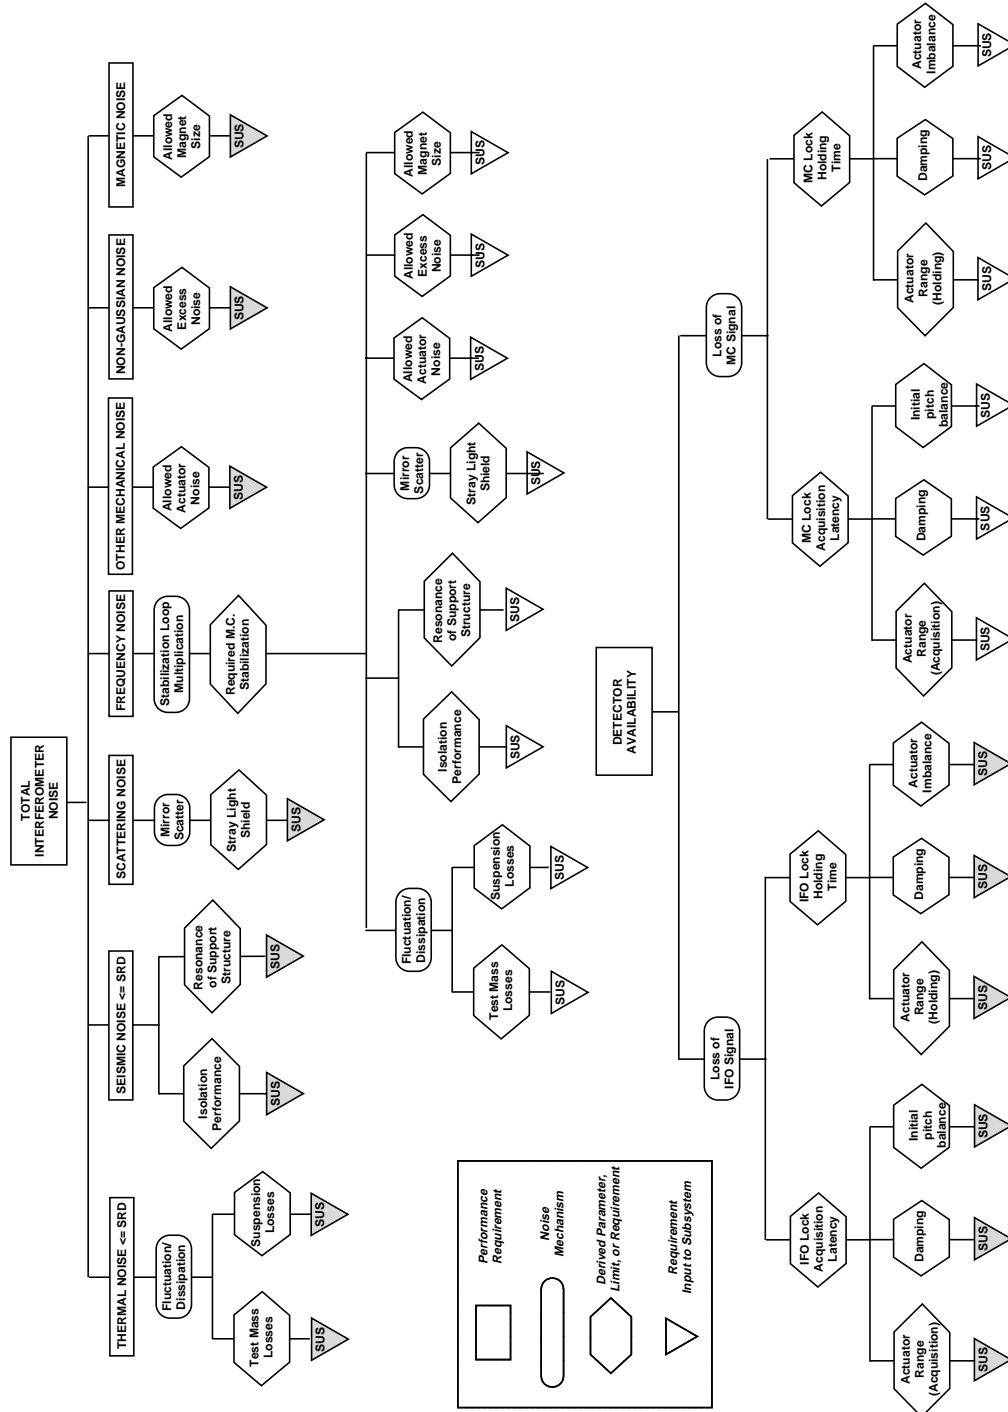 TOTAL
INTERFEROMETER
NOISE
THERMAL NOISE <= SRD
SEISMIC NOISE <= SRD
SCATTERING NOISE
FREQUENCY NOISE
OTHER MECHANICAL NOISE
NON-GAUSSIAN NOISE
MAGNETIC NOISE
Fluctuation/
Dissipation
Test Mass
Losses
SUS
Suspension
Losses
SUS
Isolation
Performance
SUS
Resonance
of Support
Structure
SUS
Mirror
Scatter
Stray Light
Shield
SUS
Stabilization Loop
Multiplication
Required M.C.
Stabilization
Allowed
Actuator
Noise
SUS
Allowed
Excess
Noise
SUS
Allowed
Magnet
Size
SUS
Fluctuation/
Dissipation
Test Mass
Losses
SUS
Suspension
Losses
SUS
Isolation
Performance
SUS
Resonance
of Support
Structure
SUS
Mirror
Scatter
Stray Light
Shield
SUS
Allowed
Actuator
Noise
SUS
Allowed
Excess
Noise
SUS
Allowed
Magnet
Size
SUS
Performance
Requirement
Noise
Mechanism
Derived Parameter,
Limit, or Requirement
Requirement
Input to Subsystem
DETECTOR
AVAILABILITY
Loss of
IFO Signal
Loss of
MC Signal
IFO Lock
Acquisition
Latency
IFO Lock
Holding
Time
MC Lock
Acquisition
Latency
MC Lock
Holding
Time
Actuator
Range
(Acquisition)
SUS
Damping
SUS
Initial
pitch
balance
SUS
Actuator
Range
(Holding)
SUS
Damping
SUS
Actuator
Imbalance
SUS
Actuator
Range
(Acquisition)
SUS
Damping
SUS
Initial
pitch
balance
SUS
Actuator
Range
(Holding)
SUS
Damping
SUS
Actuator
Imbalance
SUS